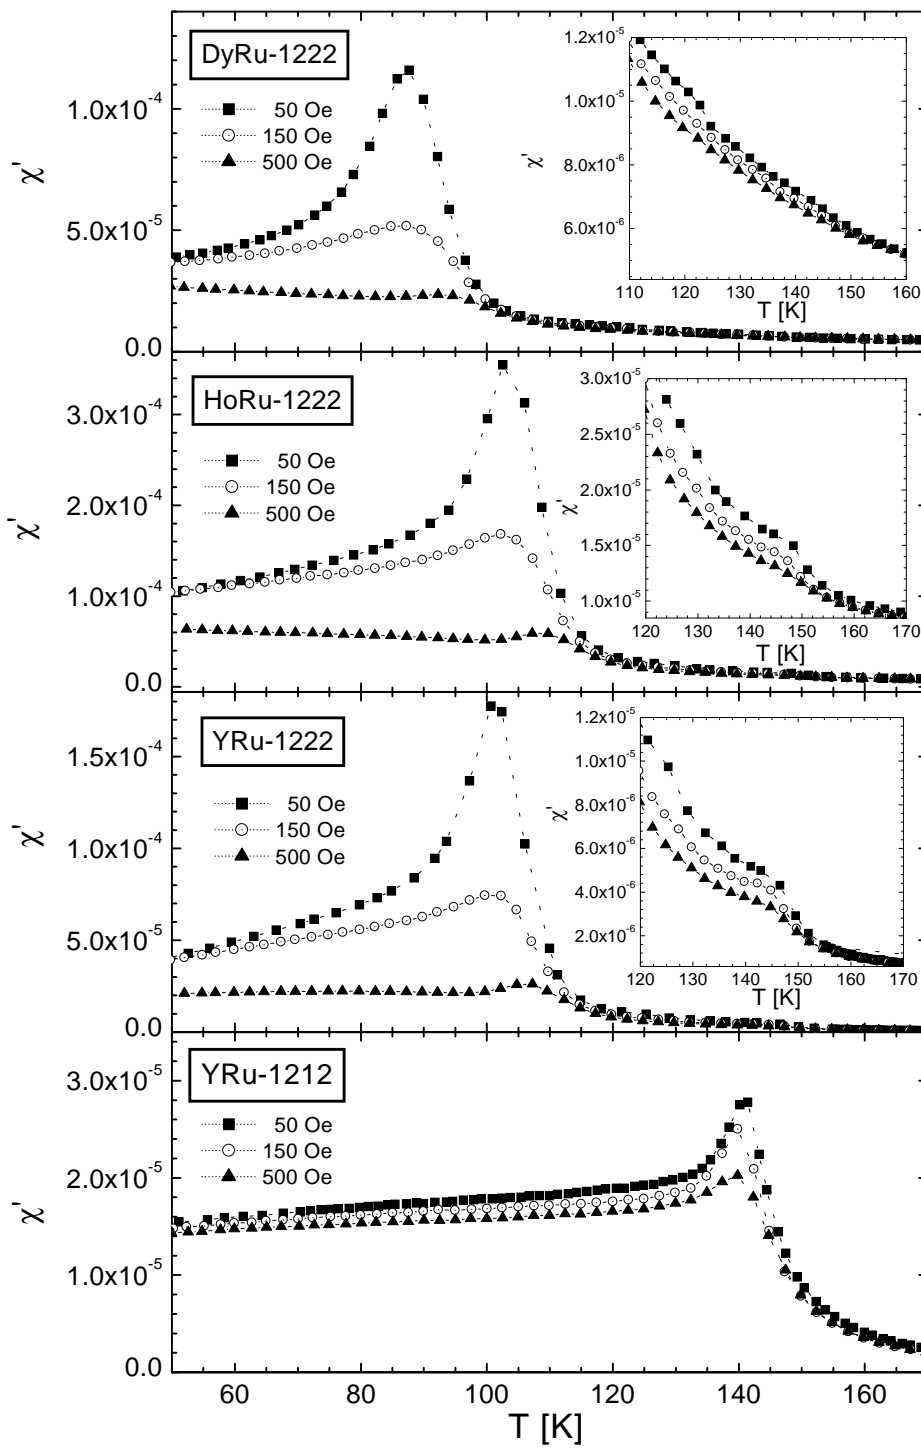 DyRu-1222
50 Oe
150 Oe
500 Oe
χ'
1.0x10-4
5.0x10-5
0.0
χ'
1.2x10-5
1.0x10-5
8.0x10-6
6.0x10-6
110 120 130 140 150 160
T [K]
HoRu-1222
50 Oe
150 Oe
500 Oe
χ'
3.0x10-4
2.0x10-4
1.0x10-4
0.0
χ'
3.0x10-5
2.5x10-5
2.0x10-5
1.5x10-5
1.0x10-5
120 130 140 150 160 170
T [K]
YRu-1222
50 Oe
150 Oe
500 Oe
χ'
1.5x10-4
1.0x10-4
5.0x10-5
0.0
χ'
1.2x10-5
1.0x10-5
8.0x10-6
6.0x10-6
4.0x10-6
2.0x10-6
120 130 140 150 160 170
T [K]
YRu-1212
50 Oe
150 Oe
500 Oe
χ'
3.0x10-5
2.0x10-5
1.0x10-5
0.0
60 80 100 120 140 160
T [K]